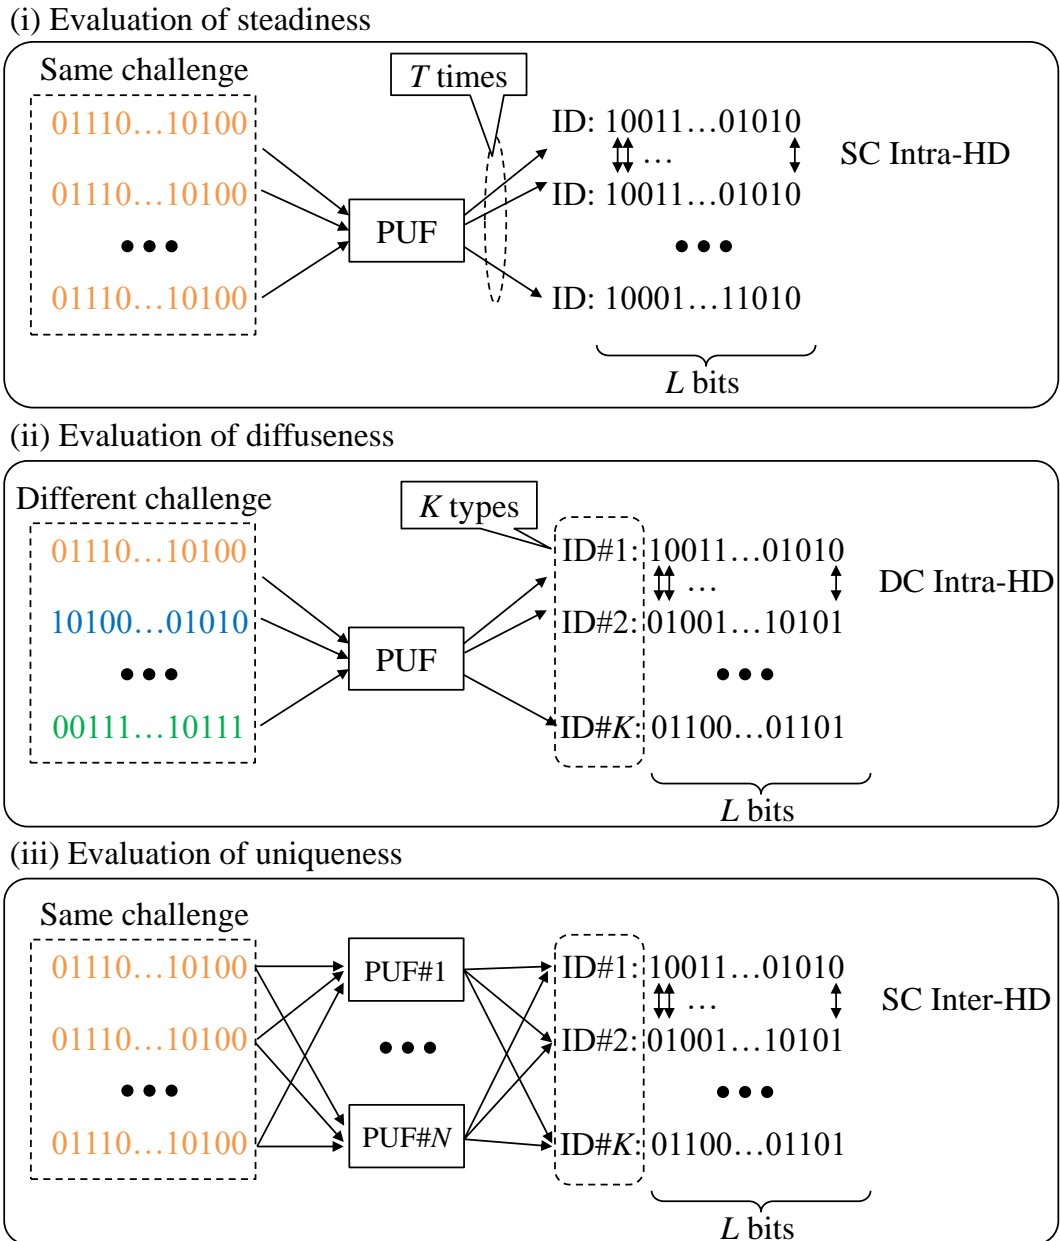 (i) Evaluation of steadiness
Same challenge
T times
01110…10100
ID: 10011…01010
…
SC Intra-HD
01110…10100
ID: 10011…01010
PUF
01110…10100
ID: 10001…11010
L bits
(ii) Evaluation of diffuseness
Different challenge
K types
01110…10100
ID#1: 10011…01010
…
DC Intra-HD
10100…01010
ID#2: 01001…10101
PUF
00111…10111
ID#K: 01100…01101
L bits
(iii) Evaluation of uniqueness
Same challenge
01110…10100
PUF#1
ID#1: 10011…01010
…
SC Inter-HD
01110…10100
ID#2: 01001…10101
01110…10100
PUF#N
ID#K: 01100…01101
L bits